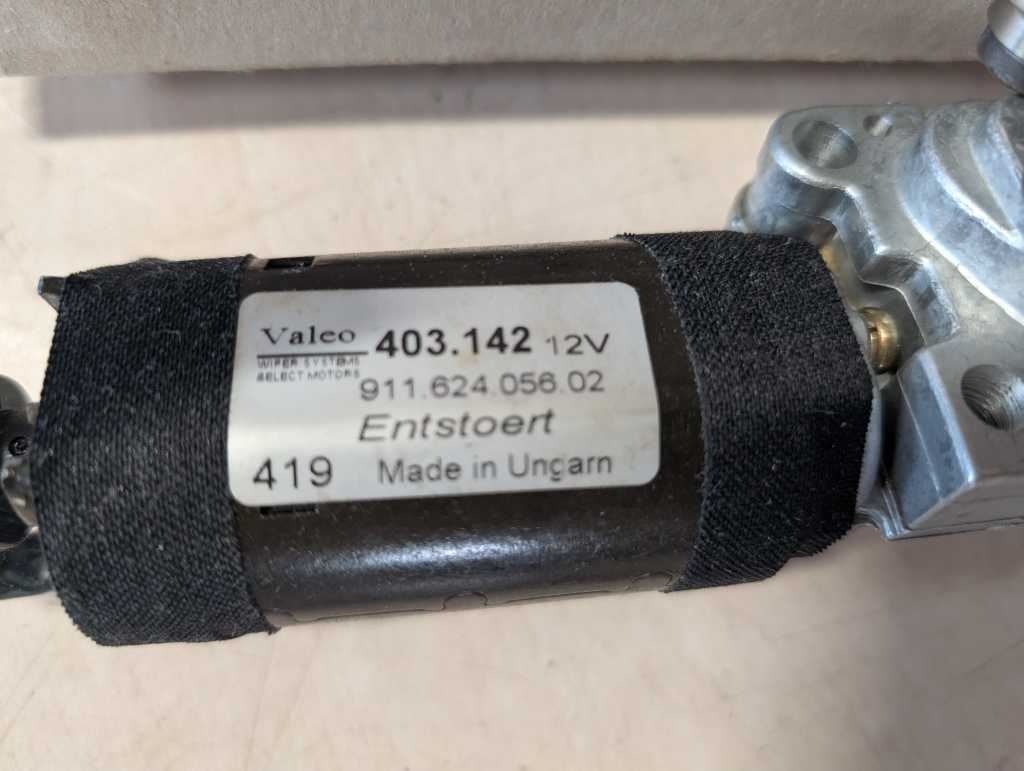 Valeo 403.142 12V
WIPER SYSTEMS
SELECT MOTORS
911.624.056.02
Entstoert
419 Made in Ungarn